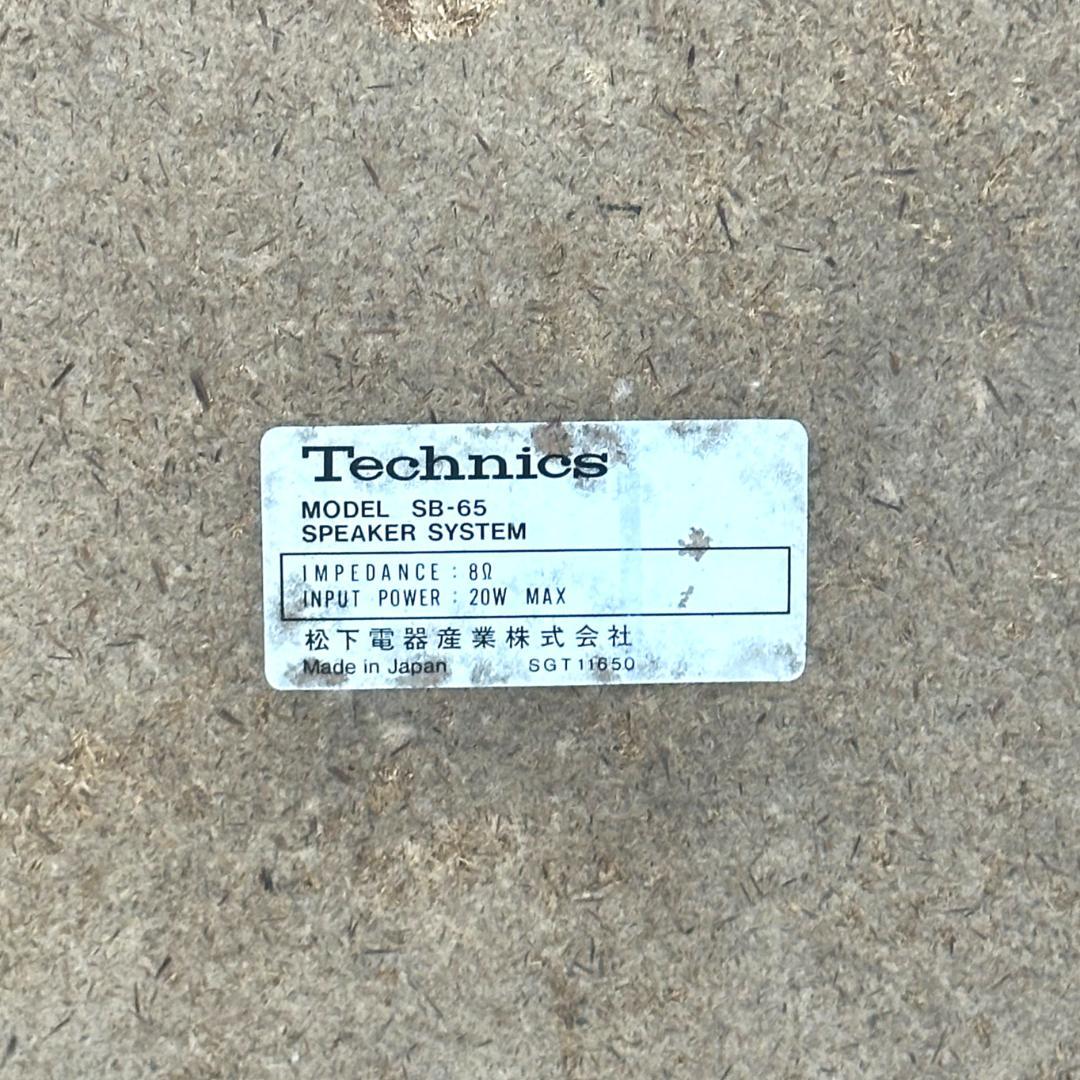 Technics
MODEL SB-65
SPEAKER SYSTEM
IMPEDANCE : 8Ω
INPUT POWER : 20W MAX
松下電器産業株式会社
Made in Japan SGT11650